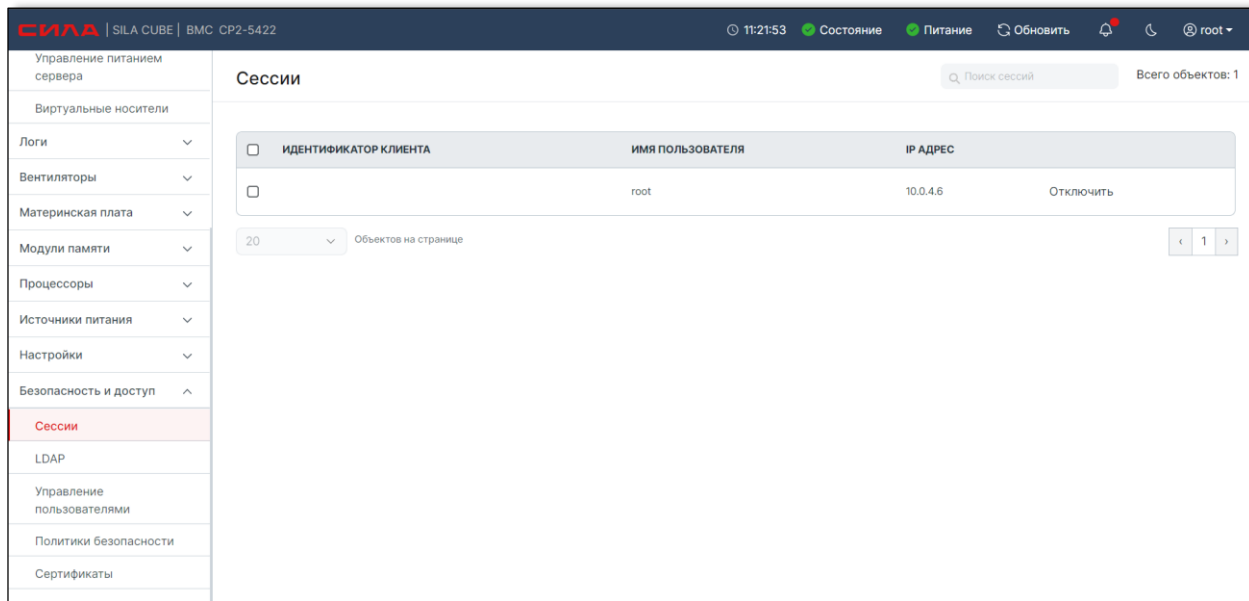 СИЛА | SILA CUBE | BMC CP2-5422
11:21:53 Состояние Питание Обновить root
Управление питанием
сервера
Виртуальные носители
Логи
Вентиляторы
Материнская плата
Модули памяти
Процессоры
Источники питания
Настройки
Безопасность и доступ
Сессии
LDAP
Управление
пользователями
Политики безопасности
Сертификаты
Сессии
Поиск сессий
Всего объектов: 1
ИДЕНТИФИКАТОР КЛИЕНТА ИМЯ ПОЛЬЗОВАТЕЛЯ IP АДРЕС
root 10.0.4.6 Отключить
20 Объектов на странице
‹ 1 ›